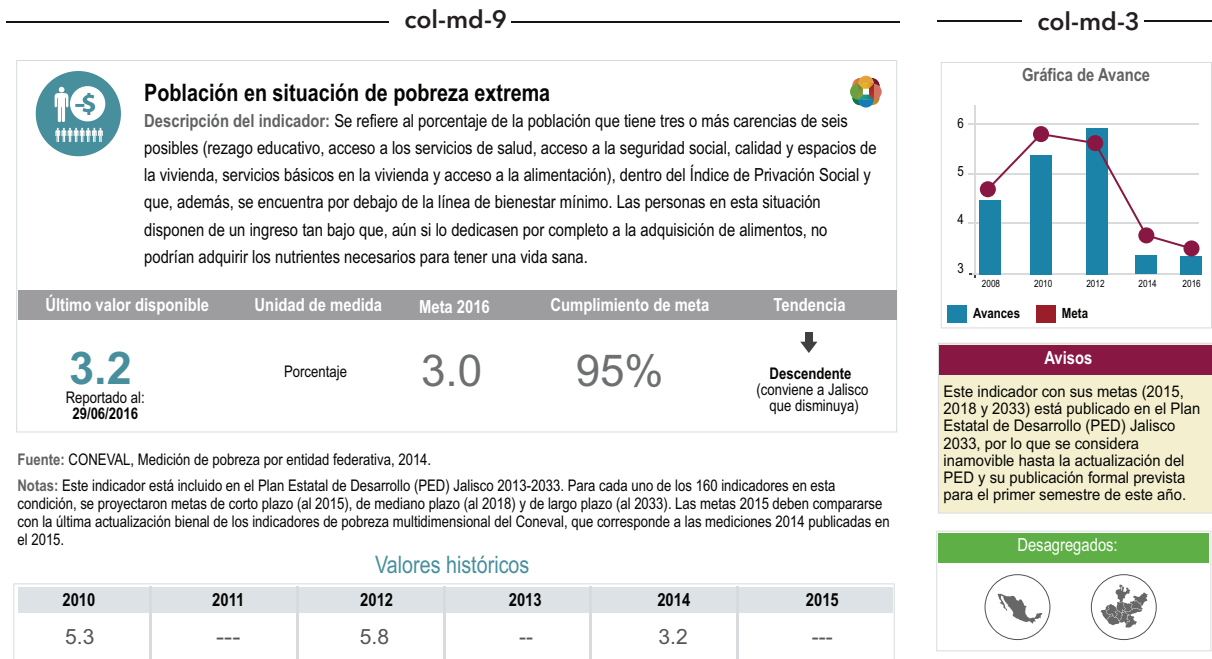 col-md-9
col-md-3
-$
Población en situación de pobreza extrema
Descripción del indicador: Se refiere al porcentaje de la población que tiene tres o más carencias de seis
posibles (rezago educativo, acceso a los servicios de salud, acceso a la seguridad social, calidad y espacios de
la vivienda, servicios básicos en la vivienda y acceso a la alimentación), dentro del Índice de Privación Social y
que, además, se encuentra por debajo de la línea de bienestar mínimo. Las personas en esta situación
disponen de un ingreso tan bajo que, aún si lo dedicasen por completo a la adquisición de alimentos, no
podrían adquirir los nutrientes necesarios para tener una vida sana.
Último valor disponible Unidad de medida Meta 2016 Cumplimiento de meta Tendencia
3.2 Porcentaje 3.0 95%
Reportado al:
29/06/2016
Descendente
(conviene a Jalisco
que disminuya)
Fuente: CONEVAL, Medición de pobreza por entidad federativa, 2014.
Notas: Este indicador está incluido en el Plan Estatal de Desarrollo (PED) Jalisco 2013-2033. Para cada uno de los 160 indicadores en esta
condición, se proyectaron metas de corto plazo (al 2015), de mediano plazo (al 2018) y de largo plazo (al 2033). Las metas 2015 deben compararse
con la última actualización bienal de los indicadores de pobreza multidimensional del Coneval, que corresponde a las mediciones 2014 publicadas en
el 2015.
Valores históricos
2010 2011 2012 2013 2014 2015
5.3 --- 5.8 -- 3.2 ---
Gráfica de Avance
6
5
4
3
2008 2010 2012 2014 2016
Avances Meta
Avisos
Este indicador con sus metas (2015,
2018 y 2033) está publicado en el Plan
Estatal de Desarrollo (PED) Jalisco
2033, por lo que se considera
inamovible hasta la actualización del
PED y su publicación formal prevista
para el primer semestre de este año.
Desagregados: